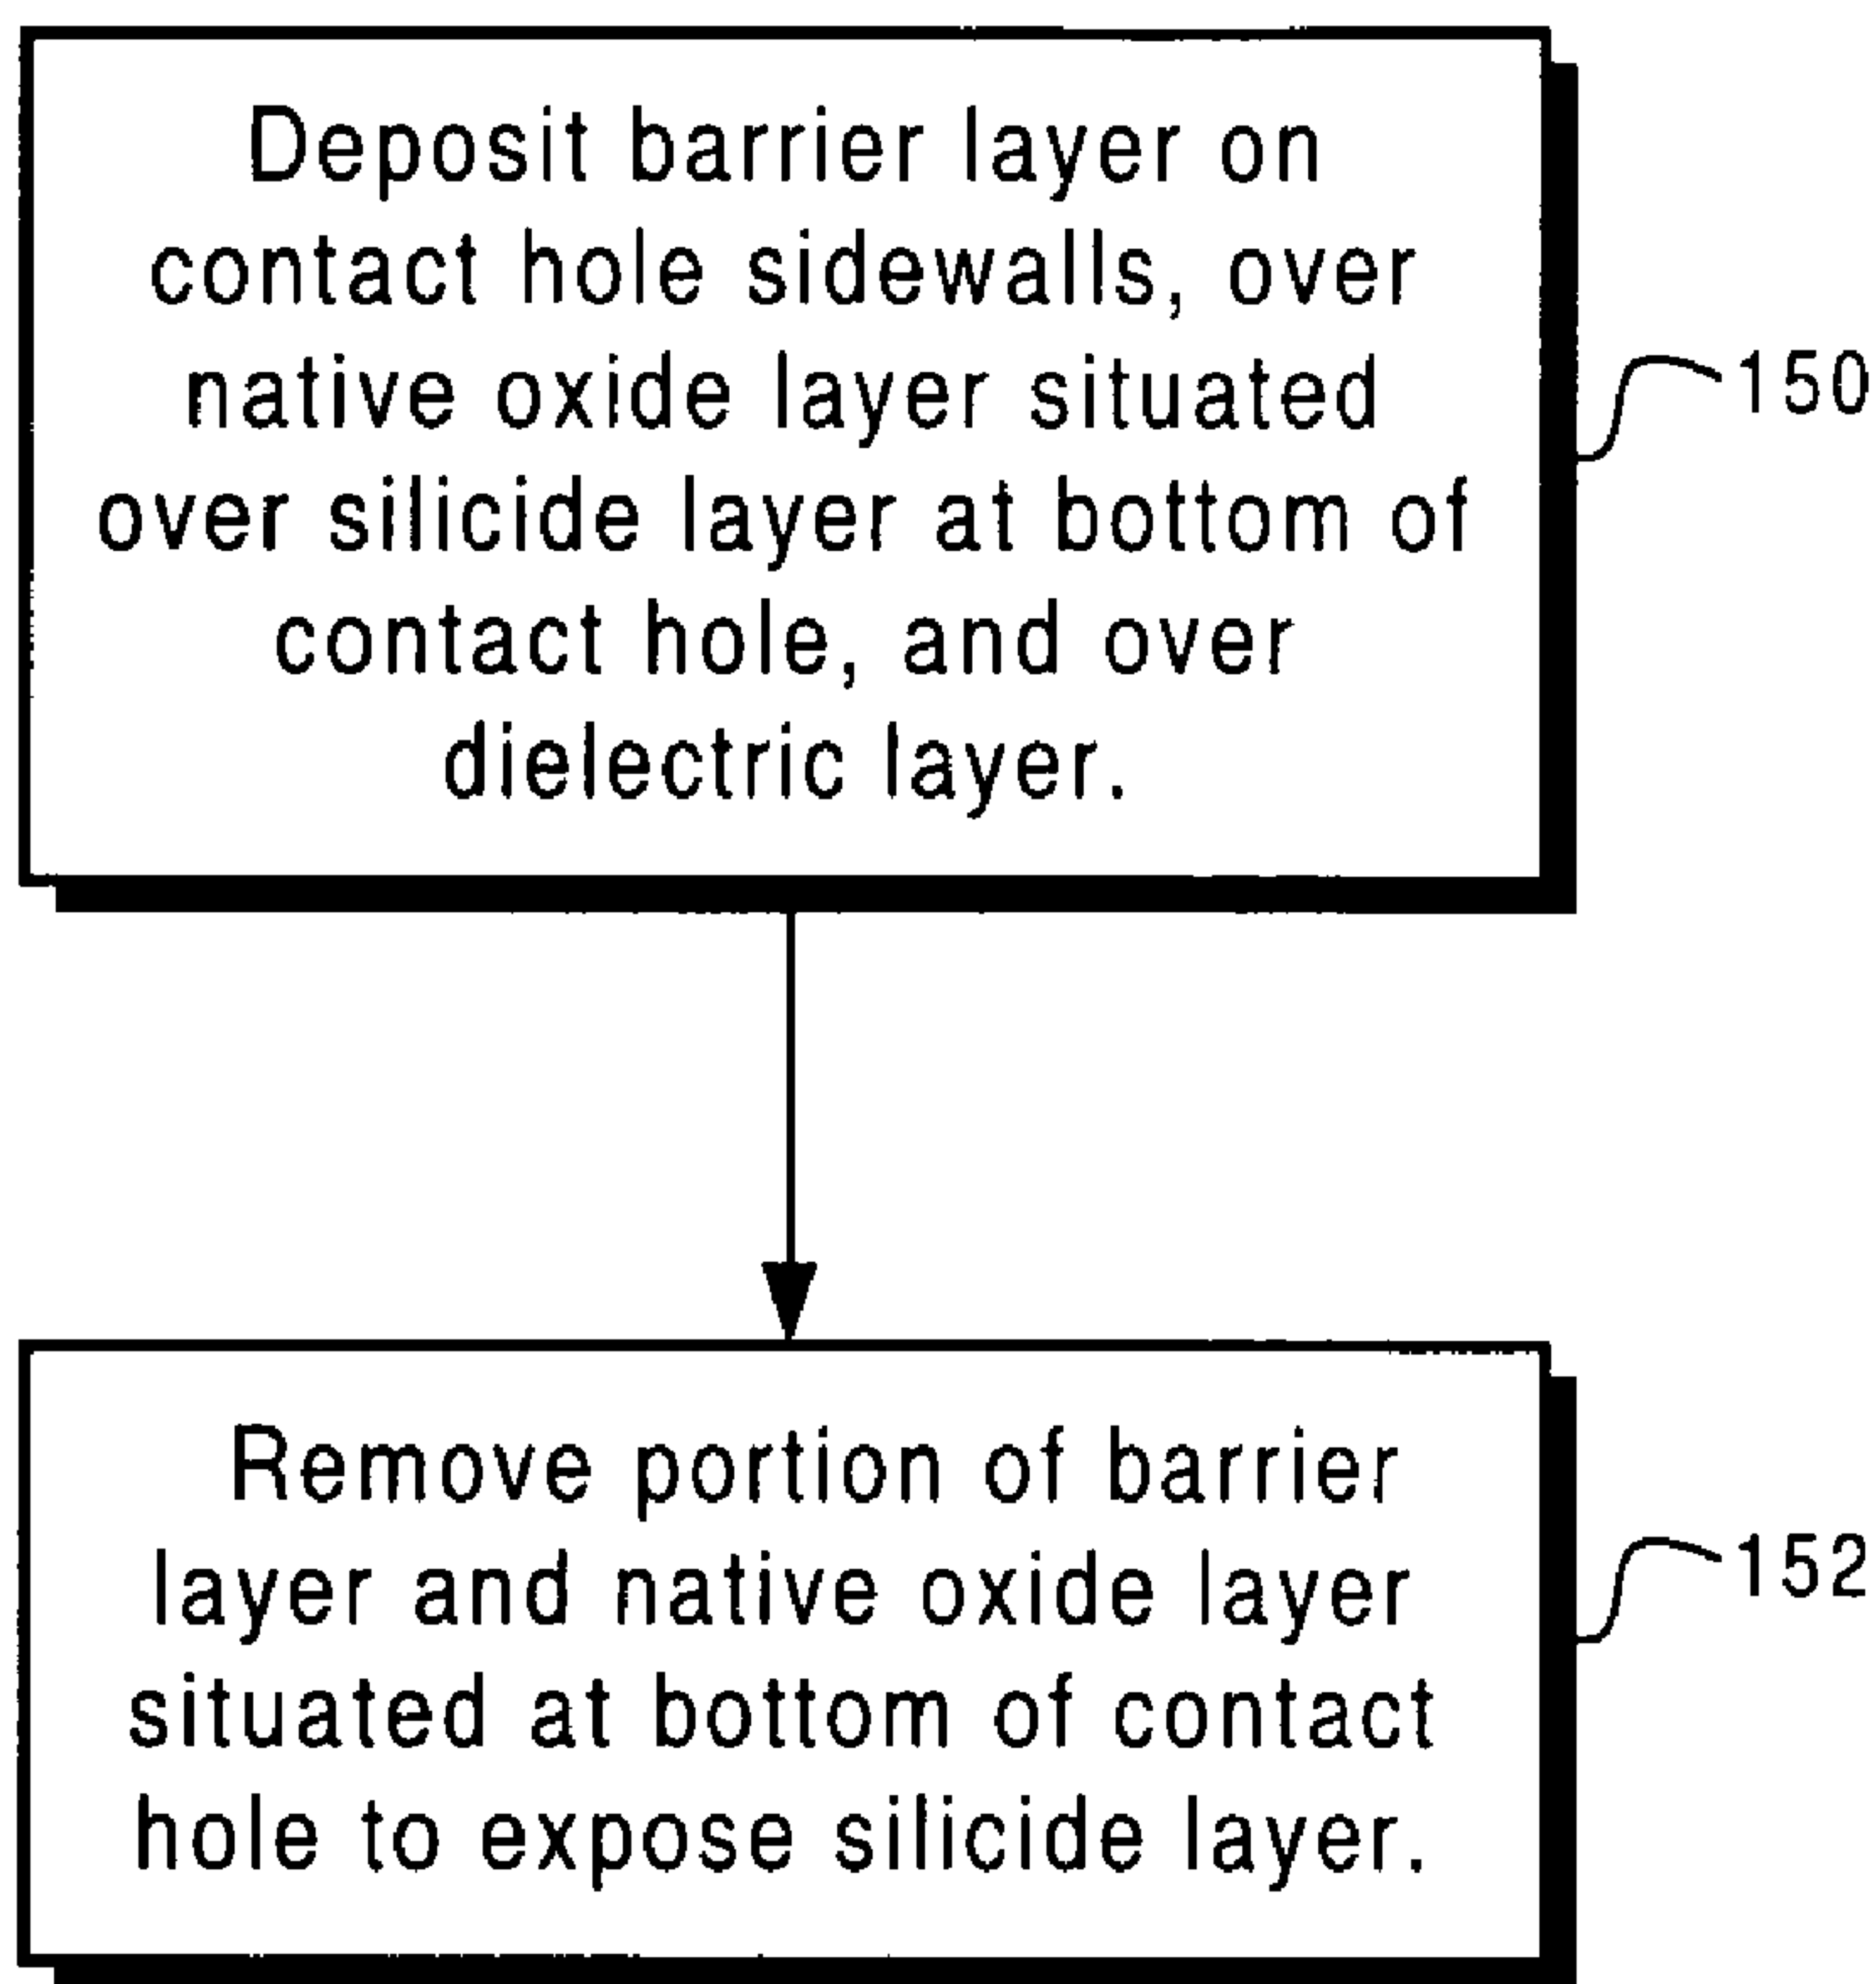 Deposit barrier layer on
contact hole sidewalls, over
native oxide layer situated
over silicide layer at bottom of
contact hole, and over
dielectric layer.
150
Remove portion of barrier
layer and native oxide layer
situated at bottom of contact
hole to expose silicide layer.
152